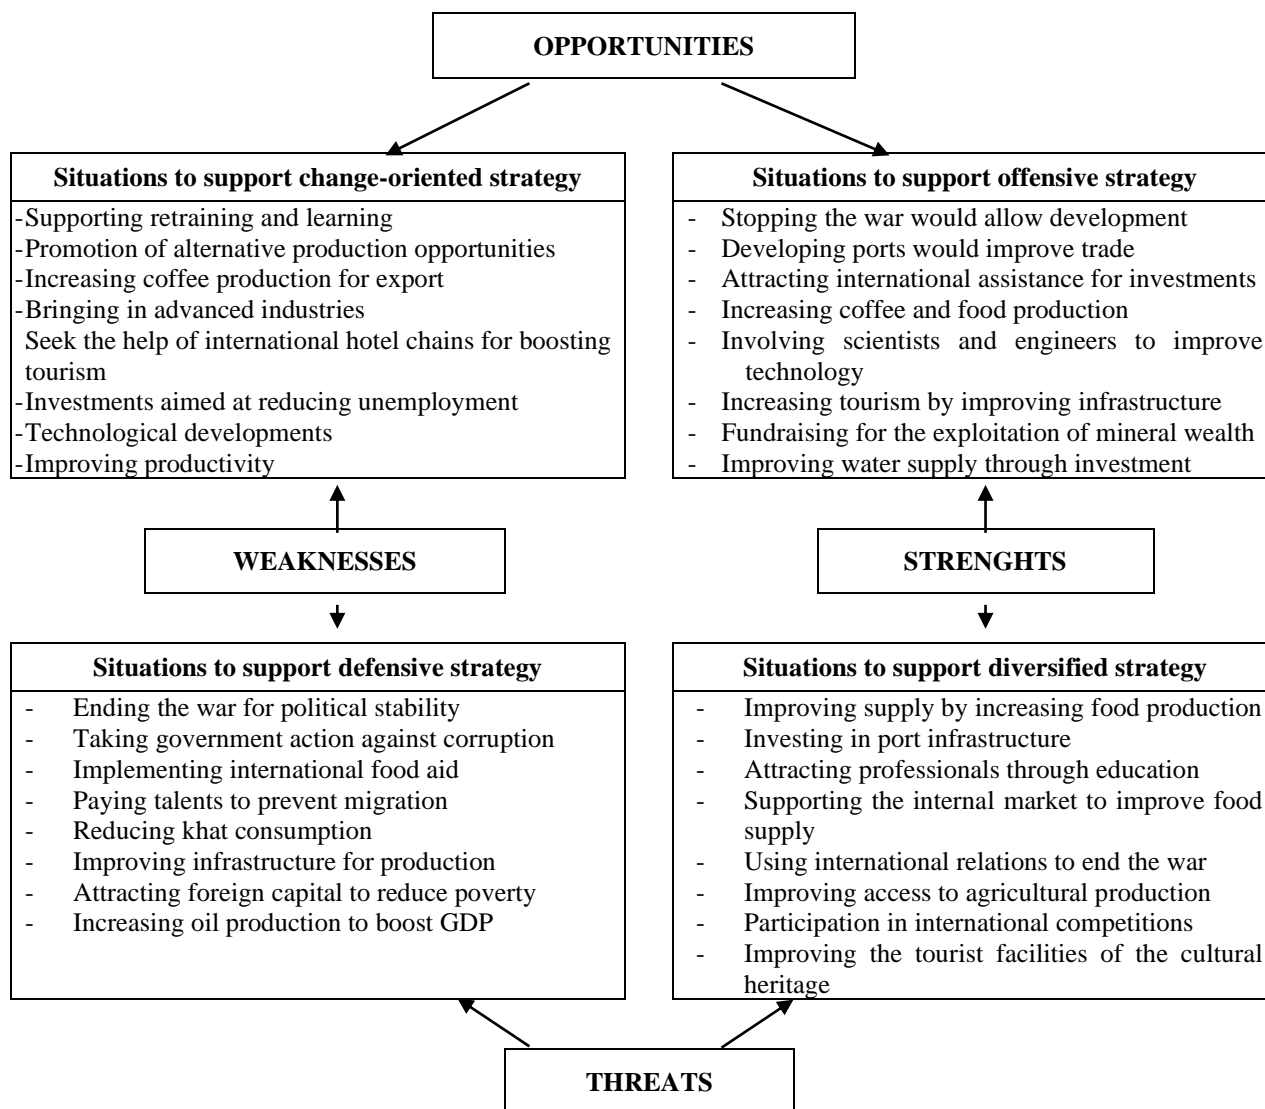 OPPORTUNITIES
Situations to support change-oriented strategy
-Supporting retraining and learning
-Promotion of alternative production opportunities
-Increasing coffee production for export
-Bringing in advanced industries
Seek the help of international hotel chains for boosting
tourism
-Investments aimed at reducing unemployment
-Technological developments
-Improving productivity
Situations to support offensive strategy
- Stopping the war would allow development
- Developing ports would improve trade
- Attracting international assistance for investments
- Increasing coffee and food production
- Involving scientists and engineers to improve
technology
- Increasing tourism by improving infrastructure
- Fundraising for the exploitation of mineral wealth
- Improving water supply through investment
WEAKNESSES
STRENGHTS
Situations to support defensive strategy
- Ending the war for political stability
- Taking government action against corruption
- Implementing international food aid
- Paying talents to prevent migration
- Reducing khat consumption
- Improving infrastructure for production
- Attracting foreign capital to reduce poverty
- Increasing oil production to boost GDP
Situations to support diversified strategy
- Improving supply by increasing food production
- Investing in port infrastructure
- Attracting professionals through education
- Supporting the internal market to improve food
supply
- Using international relations to end the war
- Improving access to agricultural production
- Participation in international competitions
- Improving the tourist facilities of the cultural
heritage
THREATS